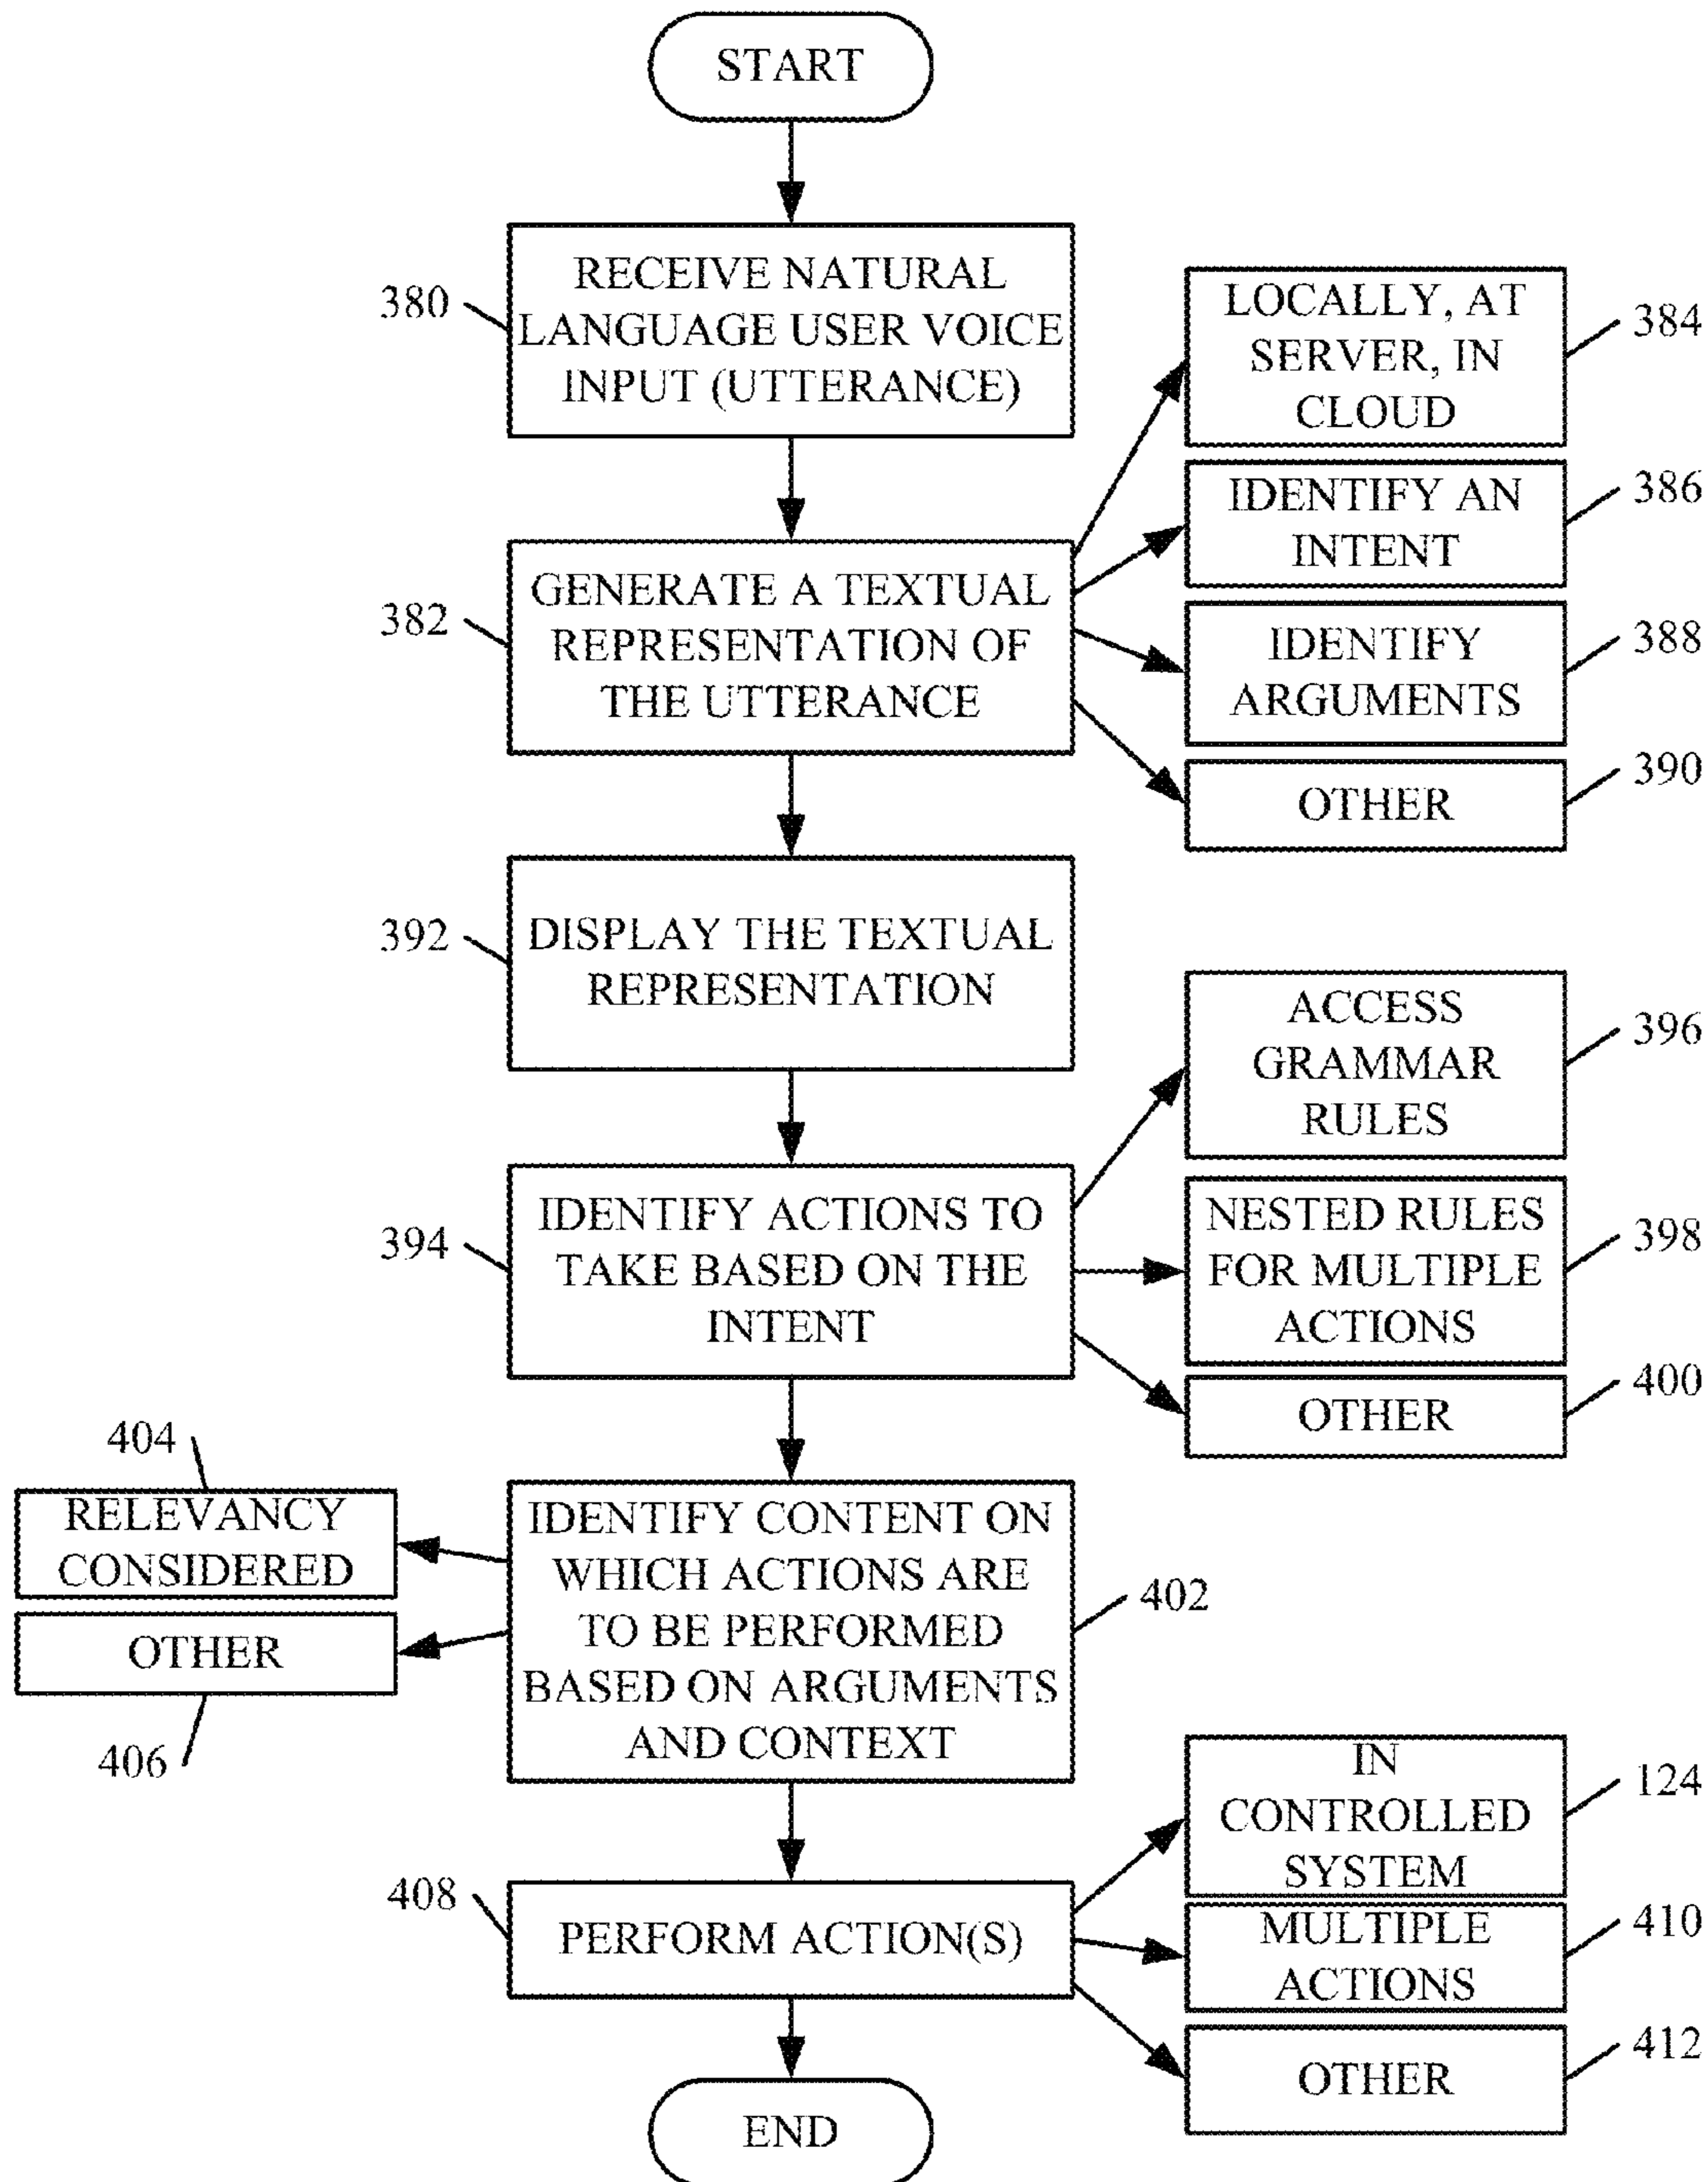 START
380
RECEIVE NATURAL
LANGUAGE USER VOICE
INPUT (UTTERANCE)
LOCALLY, AT
SERVER, IN
CLOUD
384
IDENTIFY AN
INTENT
386
382
GENERATE A TEXTUAL
REPRESENTATION OF
THE UTTERANCE
IDENTIFY
ARGUMENTS
388
OTHER
390
392
DISPLAY THE TEXTUAL
REPRESENTATION
ACCESS
GRAMMAR
RULES
396
394
IDENTIFY ACTIONS TO
TAKE BASED ON THE
INTENT
NESTED RULES
FOR MULTIPLE
ACTIONS
398
OTHER
400
404
RELEVANCY
CONSIDERED
OTHER
406
IDENTIFY CONTENT ON
WHICH ACTIONS ARE
TO BE PERFORMED
BASED ON ARGUMENTS
AND CONTEXT
402
IN
CONTROLLED
SYSTEM
124
408
PERFORM ACTION(S)
MULTIPLE
ACTIONS
410
OTHER
412
END